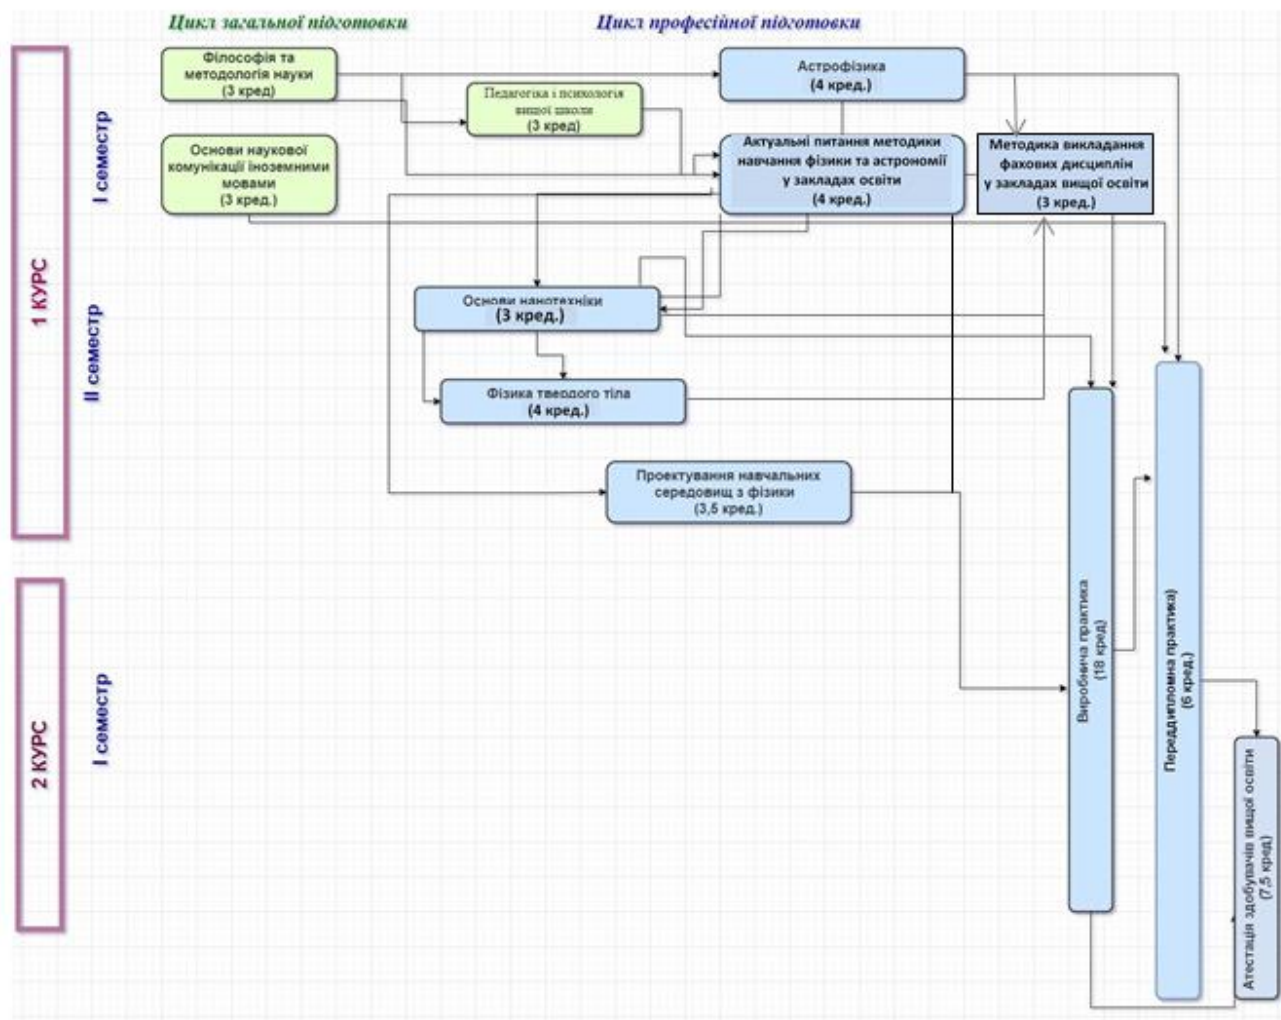 Цикл загальної підготовки
Цикл професійної підготовки
1 КУРС
І семестр
Філософія та
методологія науки
(3 кред)
Педагогіка і психологія
вищої школи
(3 кред)
Основи наукової
комунікації іноземними
мовами
(3 кред.)
Астрофізика
(4 кред.)
Актуальні питання методики
навчання фізики та астрономії
у закладах освіти
(4 кред.)
Методика викладання
фахових дисциплін
у закладах вищої освіти
(3 кред.)
ІІ семестр
Основи нанотехніки
(3 кред.)
Фізика твердого тіла
(4 кред.)
Проектування навчальних
середовищ з фізики
(3,5 кред.)
2 КУРС
І семестр
Виробнича практика
(18 кред)
Переддипломна практика)
(6 кред.)
Атестація здобувачів вищої освіти
(7,5 кред)